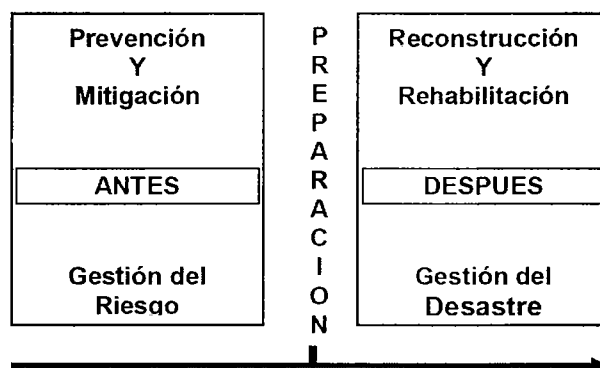 Prevención
Y
Mitigación
ANTES
Gestión del
Riesgo
P
R
E
P
A
R
A
C
I
O
N
Reconstrucción
Y
Rehabilitación
DESPUES
Gestión del
Desastre